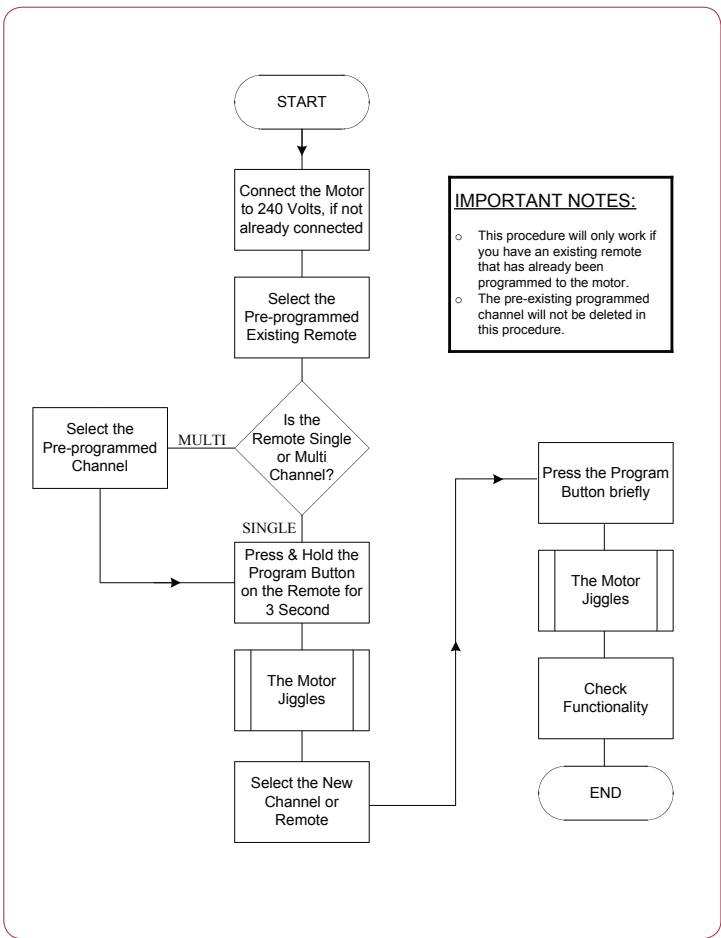 START
Connect the Motor
to 240 Volts, if not
already connected
Select the
Pre-programmed
Existing Remote
Is the
Remote Single
or Multi
Channel?
MULTI
Select the
Pre-programmed
Channel
SINGLE
Press & Hold the
Program Button
on the Remote for
3 Second
The Motor
Jiggles
Select the New
Channel or
Remote
Press the Program
Button briefly
The Motor
Jiggles
Check
Functionality
END
IMPORTANT NOTES:
o This procedure will only work if
you have an existing remote
that has already been
programmed to the motor.
o The pre-existing programmed
channel will not be deleted in
this procedure.